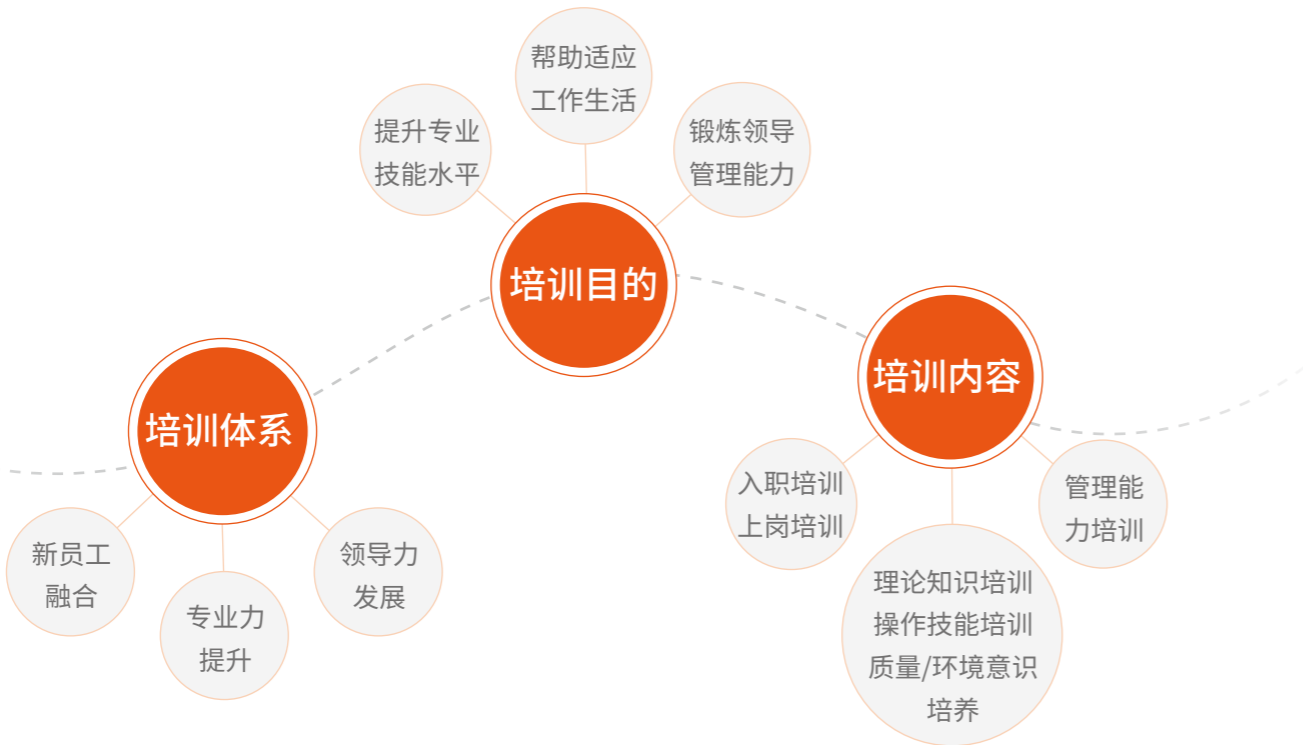 帮助适应
工作生活
提升专业
技能水平
锻炼领导
管理能力
培训目的
培训体系
新员工
融合
专业力
提升
领导力
发展
培训内容
入职培训
上岗培训
理论知识培训
操作技能培训
质量/环境意识
培养
管理能
力培训